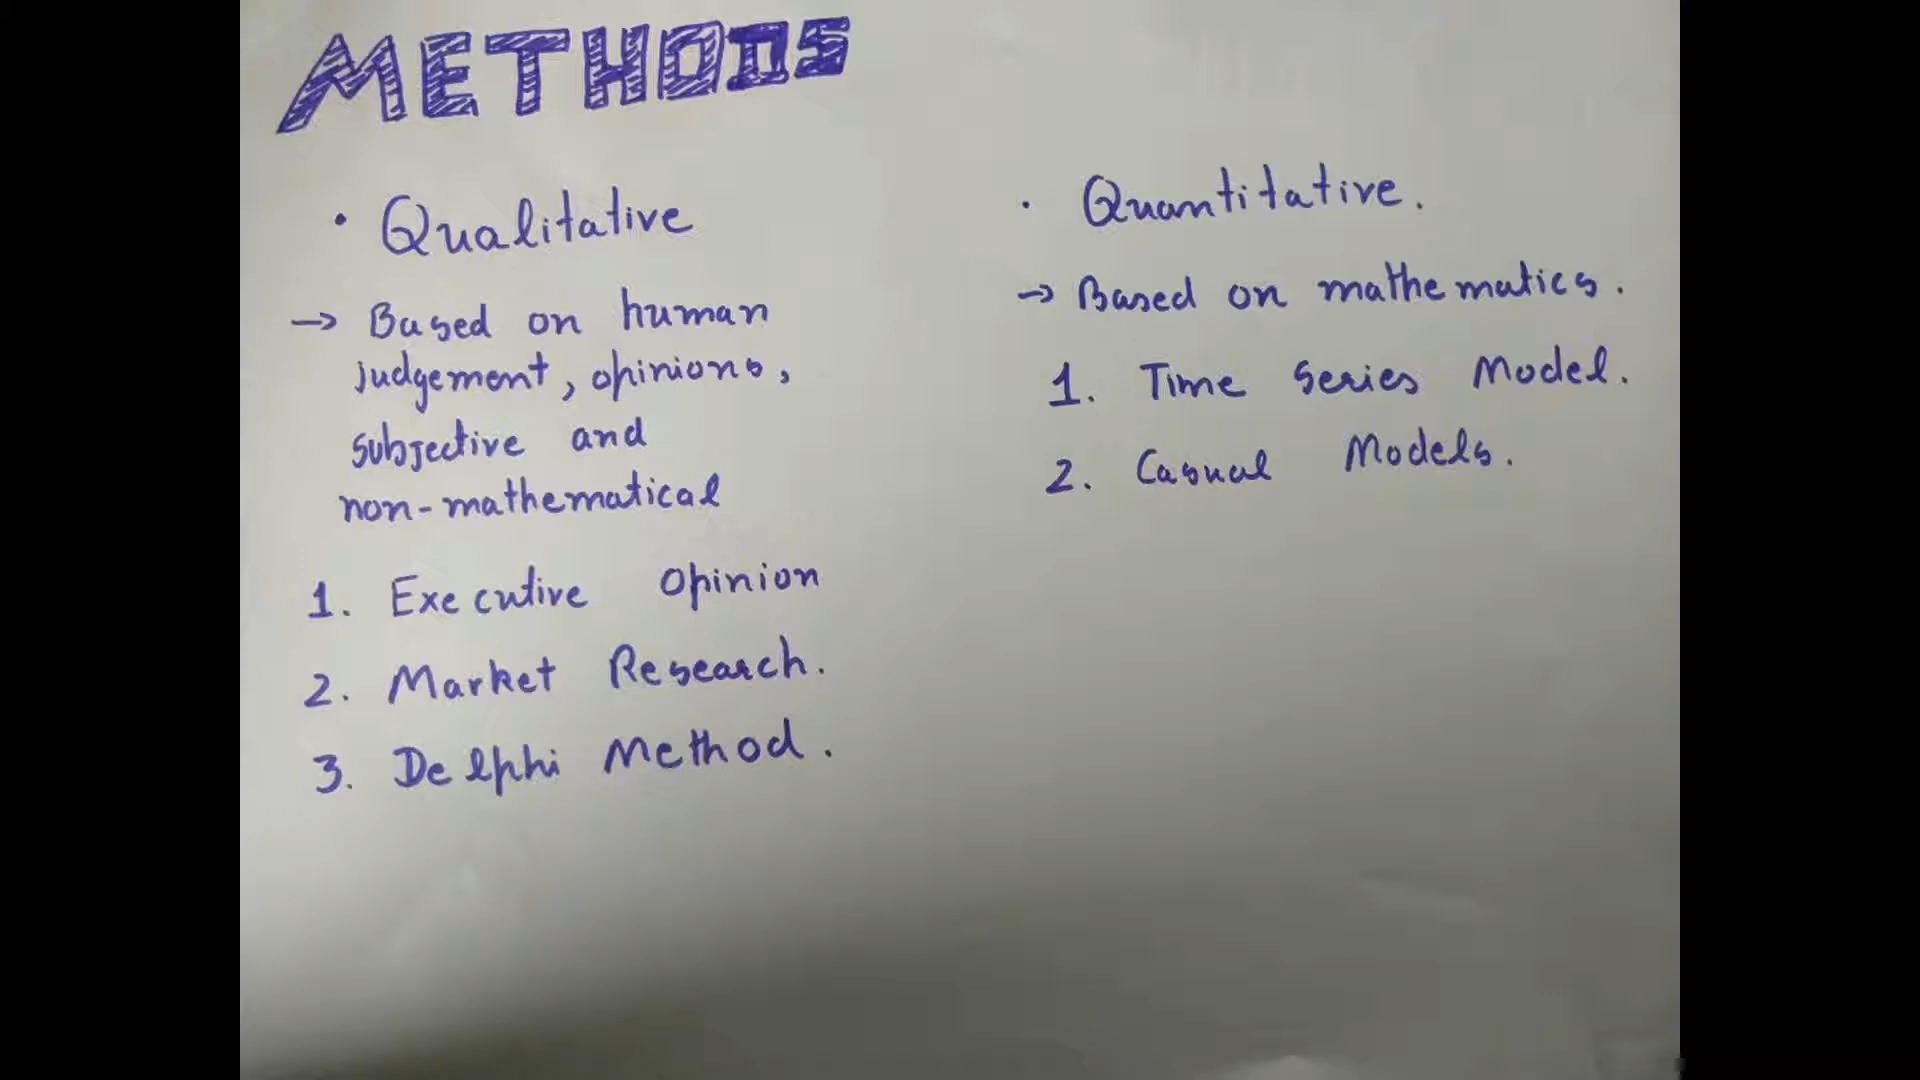 METHODS
• Qualitative
→ Based on human
judgement, opinions,
subjective and
non-mathematical
1. Executive Opinion
2. Market Research.
3. Delphi Method.
• Quantitative.
→ Based on mathematics.
1. Time Series Model.
2. Casual Models.